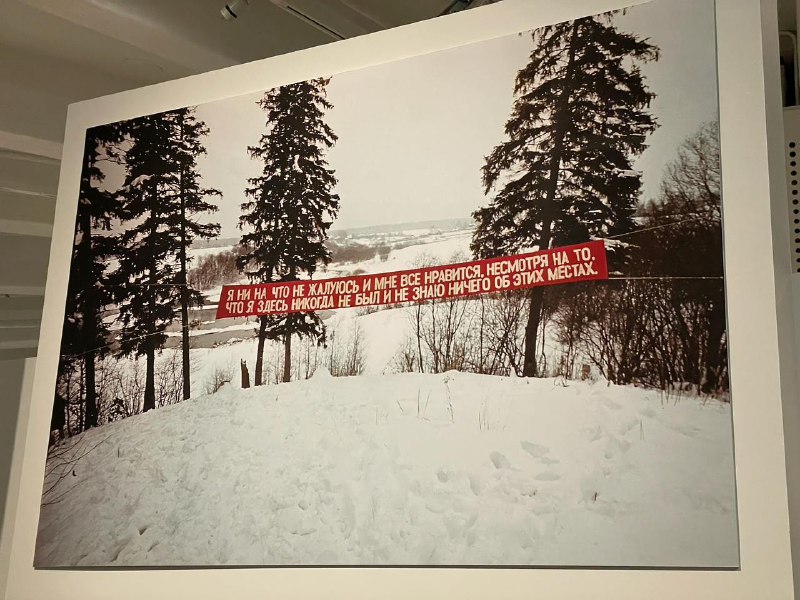 Я НИ НА ЧТО НЕ ЖАЛУЮСЬ И МНЕ ВСЕ НРАВИТСЯ, НЕСМОТРЯ НА ТО,
ЧТО Я ЗДЕСЬ НИКОГДА НЕ БЫЛ И НЕ ЗНАЮ НИЧЕГО ОБ ЭТИХ МЕСТАХ.